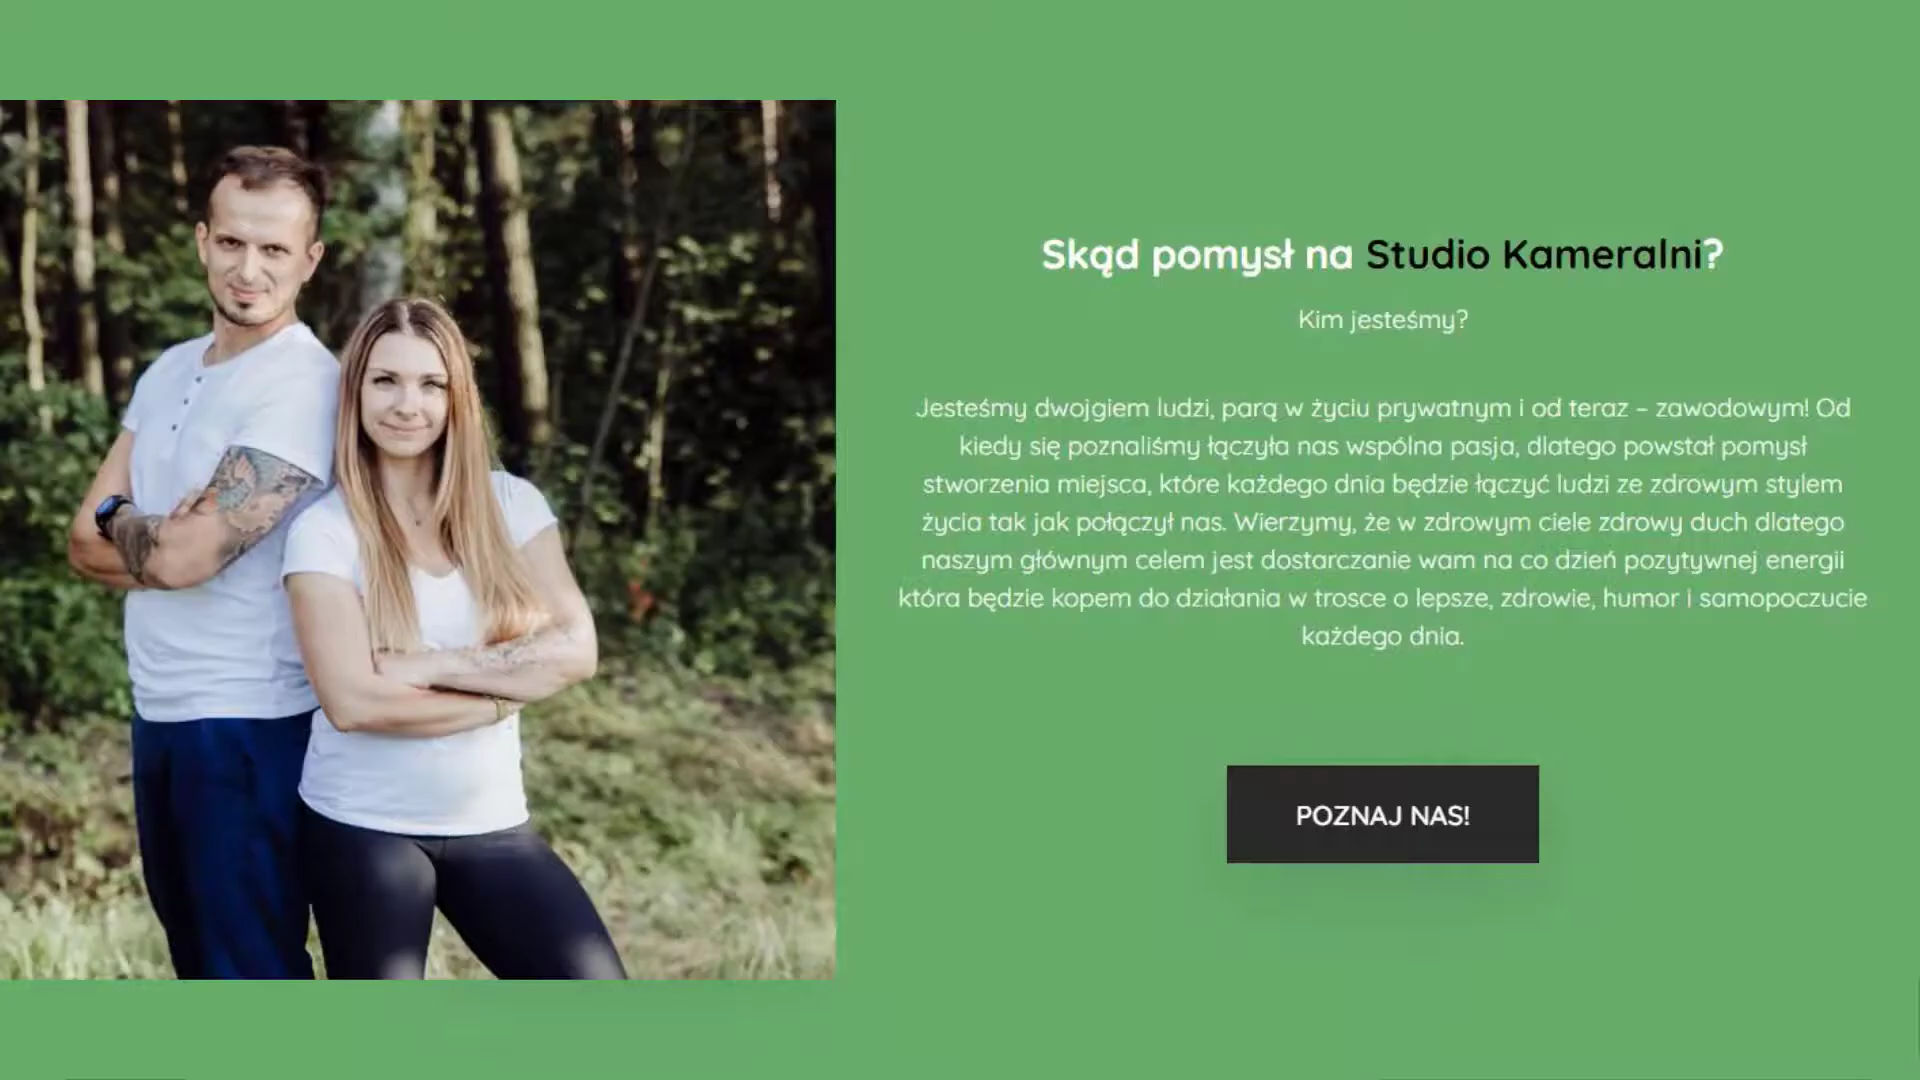 Skąd pomysł na Studio Kameralni?
Kim jesteśmy?
Jesteśmy dwojgiem ludzi, parą w życiu prywatnym i od teraz – zawodowym! Od
kiedy się poznaliśmy łączyła nas wspólna pasja, dlatego powstał pomysł
stworzenia miejsca, które każdego dnia będzie łączyć ludzi ze zdrowym stylem
życia tak jak połączył nas. Wierzymy, że w zdrowym ciele zdrowy duch dlatego
naszym głównym celem jest dostarczanie wam na co dzień pozytywnej energii
która będzie kopem do działania w trosce o lepsze, zdrowie, humor i samopoczucie
każdego dnia.
POZNAJ NAS!